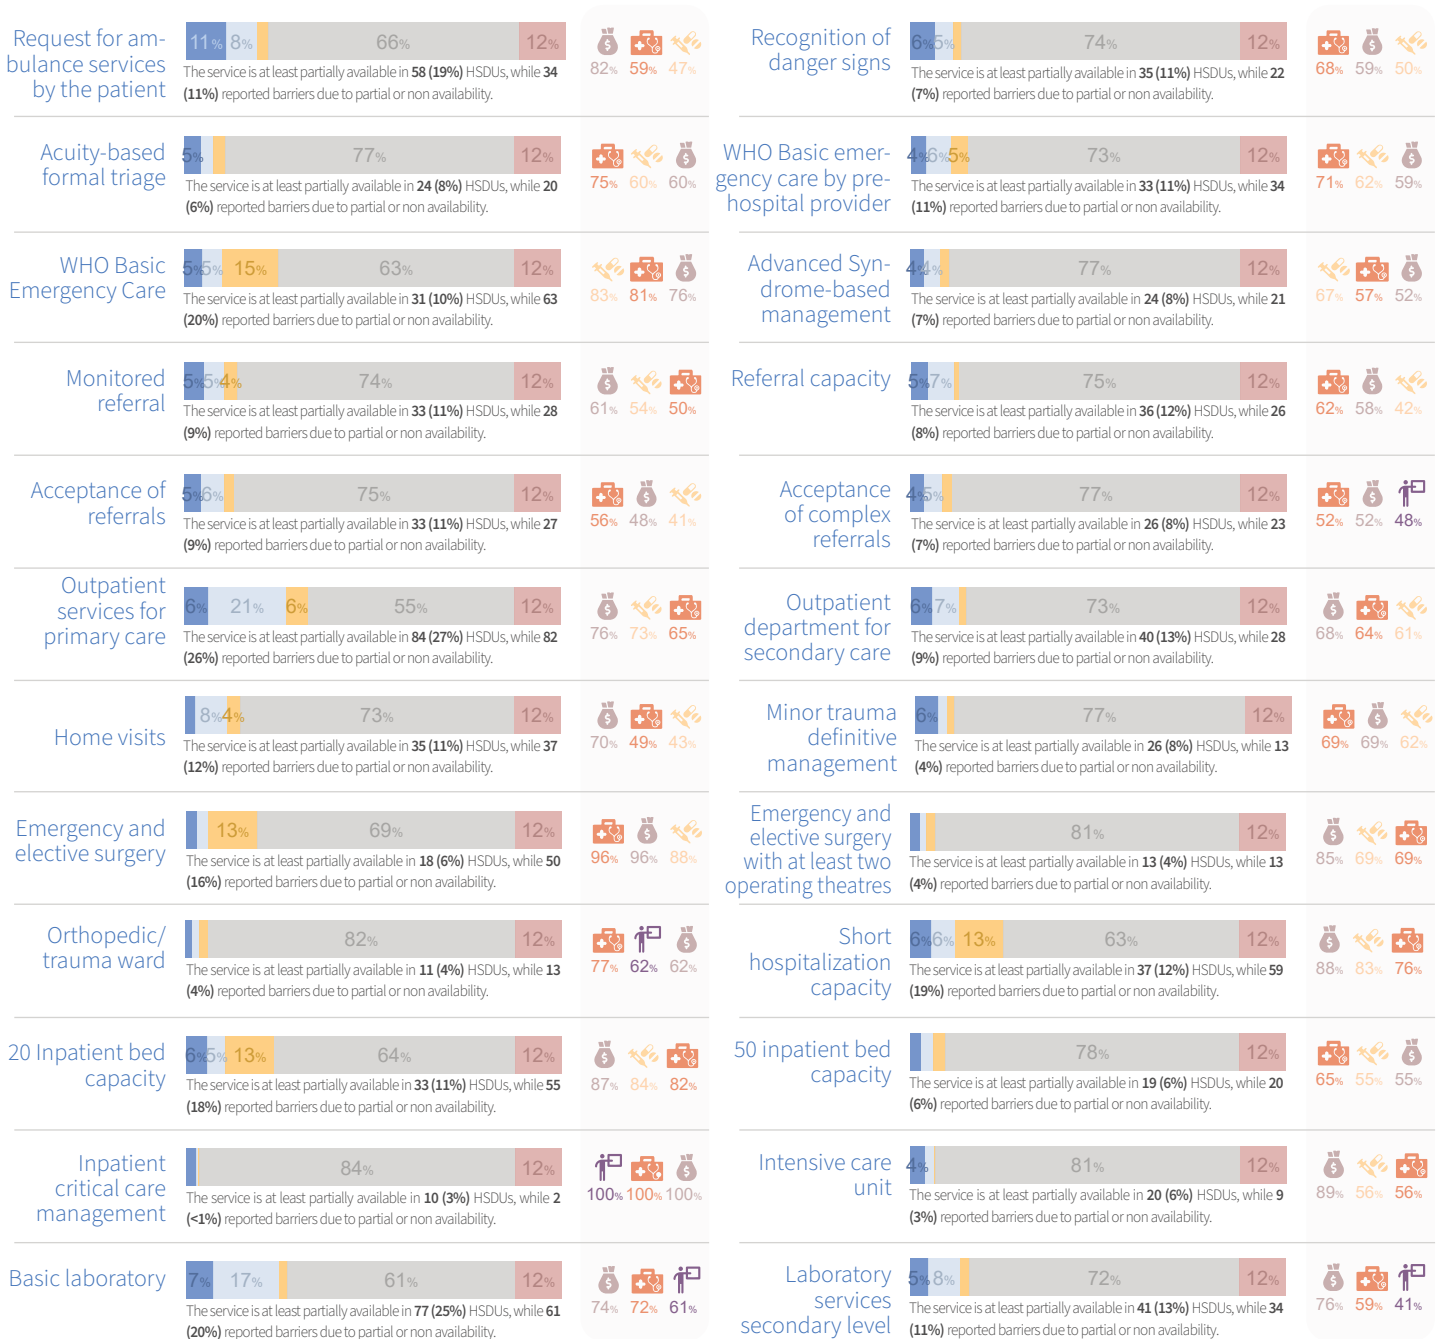 Request for am-
bulance services
by the patient
11% 8% 66% 12%
The service is at least partially available in 58 (19%) HSDUs, while 34
(11%) reported barriers due to partial or non availability.
82% 59% 47%
Recognition of
danger signs
6% 5% 74% 12%
The service is at least partially available in 35 (11%) HSDUs, while 22
(7%) reported barriers due to partial or non availability.
68% 59% 50%
Acuity-based
formal triage
5% 77% 12%
The service is at least partially available in 24 (8%) HSDUs, while 20
(6%) reported barriers due to partial or non availability.
75% 60% 60%
WHO Basic emer-
gency care by pre-
hospital provider
4% 6% 5% 73% 12%
The service is at least partially available in 33 (11%) HSDUs, while 34
(11%) reported barriers due to partial or non availability.
71% 62% 59%
WHO Basic
Emergency Care
5% 5% 15% 63% 12%
The service is at least partially available in 31 (10%) HSDUs, while 63
(20%) reported barriers due to partial or non availability.
83% 81% 76%
Advanced Syn-
drome-based
management
4% 4% 77% 12%
The service is at least partially available in 24 (8%) HSDUs, while 21
(7%) reported barriers due to partial or non availability.
67% 57% 52%
Monitored
referral
5% 5% 4% 74% 12%
The service is at least partially available in 33 (11%) HSDUs, while 28
(9%) reported barriers due to partial or non availability.
61% 54% 50%
Referral capacity
5% 7% 75% 12%
The service is at least partially available in 36 (12%) HSDUs, while 26
(8%) reported barriers due to partial or non availability.
62% 58% 42%
Acceptance of
referrals
5% 6% 75% 12%
The service is at least partially available in 33 (11%) HSDUs, while 27
(9%) reported barriers due to partial or non availability.
56% 48% 41%
Acceptance
of complex
referrals
4% 5% 77% 12%
The service is at least partially available in 26 (8%) HSDUs, while 23
(7%) reported barriers due to partial or non availability.
52% 52% 48%
Outpatient
services for
primary care
6% 21% 6% 55% 12%
The service is at least partially available in 84 (27%) HSDUs, while 82
(26%) reported barriers due to partial or non availability.
76% 73% 65%
Outpatient
department for
secondary care
6% 7% 73% 12%
The service is at least partially available in 40 (13%) HSDUs, while 28
(9%) reported barriers due to partial or non availability.
68% 64% 61%
Home visits
8% 4% 73% 12%
The service is at least partially available in 35 (11%) HSDUs, while 37
(12%) reported barriers due to partial or non availability.
70% 49% 43%
Minor trauma
definitive
management
6% 77% 12%
The service is at least partially available in 26 (8%) HSDUs, while 13
(4%) reported barriers due to partial or non availability.
69% 69% 62%
Emergency and
elective surgery
13% 69% 12%
The service is at least partially available in 18 (6%) HSDUs, while 50
(16%) reported barriers due to partial or non availability.
96% 96% 88%
Emergency and
elective surgery
with at least two
operating theatres
81% 12%
The service is at least partially available in 13 (4%) HSDUs, while 13
(4%) reported barriers due to partial or non availability.
85% 69% 69%
Orthopedic/
trauma ward
82% 12%
The service is at least partially available in 11 (4%) HSDUs, while 13
(4%) reported barriers due to partial or non availability.
77% 62% 62%
Short
hospitalization
capacity
6% 6% 13% 63% 12%
The service is at least partially available in 37 (12%) HSDUs, while 59
(19%) reported barriers due to partial or non availability.
88% 83% 76%
20 Inpatient bed
capacity
6% 5% 13% 64% 12%
The service is at least partially available in 33 (11%) HSDUs, while 55
(18%) reported barriers due to partial or non availability.
87% 84% 82%
50 inpatient bed
capacity
78% 12%
The service is at least partially available in 19 (6%) HSDUs, while 20
(6%) reported barriers due to partial or non availability.
65% 55% 55%
Inpatient
critical care
management
84% 12%
The service is at least partially available in 10 (3%) HSDUs, while 2
(<1%) reported barriers due to partial or non availability.
100% 100% 100%
Intensive care
unit
4% 81% 12%
The service is at least partially available in 20 (6%) HSDUs, while 9
(3%) reported barriers due to partial or non availability.
89% 56% 56%
Basic laboratory
7% 17% 61% 12%
The service is at least partially available in 77 (25%) HSDUs, while 61
(20%) reported barriers due to partial or non availability.
74% 72% 61%
Laboratory
services
secondary level
5% 8% 72% 12%
The service is at least partially available in 41 (13%) HSDUs, while 34
(11%) reported barriers due to partial or non availability.
76% 59% 41%